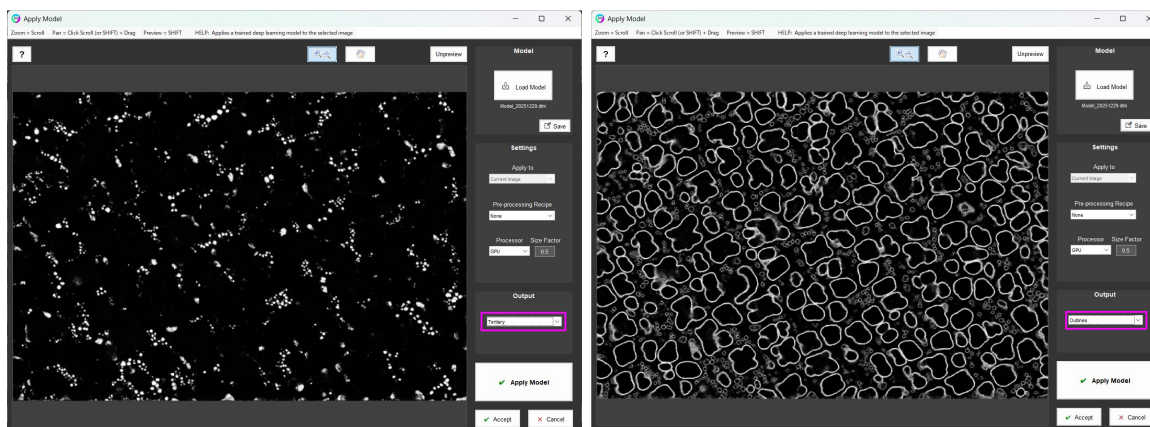 Apply Model
Zoom = Scroll Pan = Click Scroll (or SHIFT) + Drag Preview = SHIFT HELP: Applies a trained deep learning model to the selected image
?
Unpreview
Model
Load Model
Model_20251229.dlm
Save
Settings
Apply to
Current Image
Pre-processing Recipe
None
Processor Size Factor
GPU 0.5
Output
Tertiary
Apply Model
Accept Cancel
Apply Model
Zoom = Scroll Pan = Click Scroll (or SHIFT) + Drag Preview = SHIFT HELP: Applies a trained deep learning model to the selected image
?
Unpreview
Model
Load Model
Model_20251229.dlm
Save
Settings
Apply to
Current Image
Pre-processing Recipe
None
Processor Size Factor
GPU 0.5
Output
Outlines
Apply Model
Accept Cancel